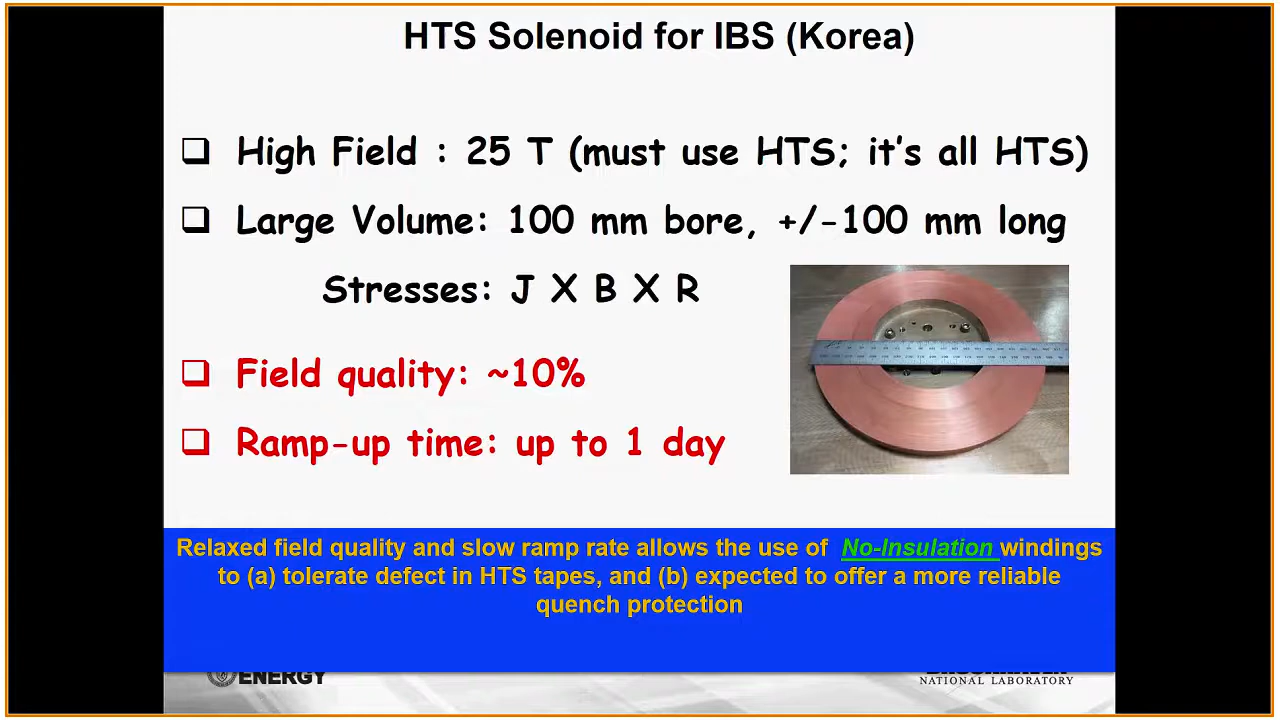 HTS Solenoid for IBS (Korea)
High Field : 25 T (must use HTS; it's all HTS)
Large Volume: 100 mm bore, +/-100 mm long
Stresses: J X B X R
Field quality: ~10%
Ramp-up time: up to 1 day
Relaxed field quality and slow ramp rate allows the use of No-Insulation windings
to (a) tolerate defect in HTS tapes, and (b) expected to offer a more reliable
quench protection
ENERGY
NATIONAL LABORATORY